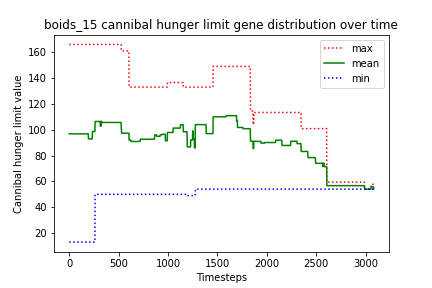 boids_15 cannibal hunger limit gene distribution over time
Cannibal hunger limit value
160
140
120
100
80
60
40
20
max
mean
min
0
500
1000
1500
2000
2500
3000
Timesteps